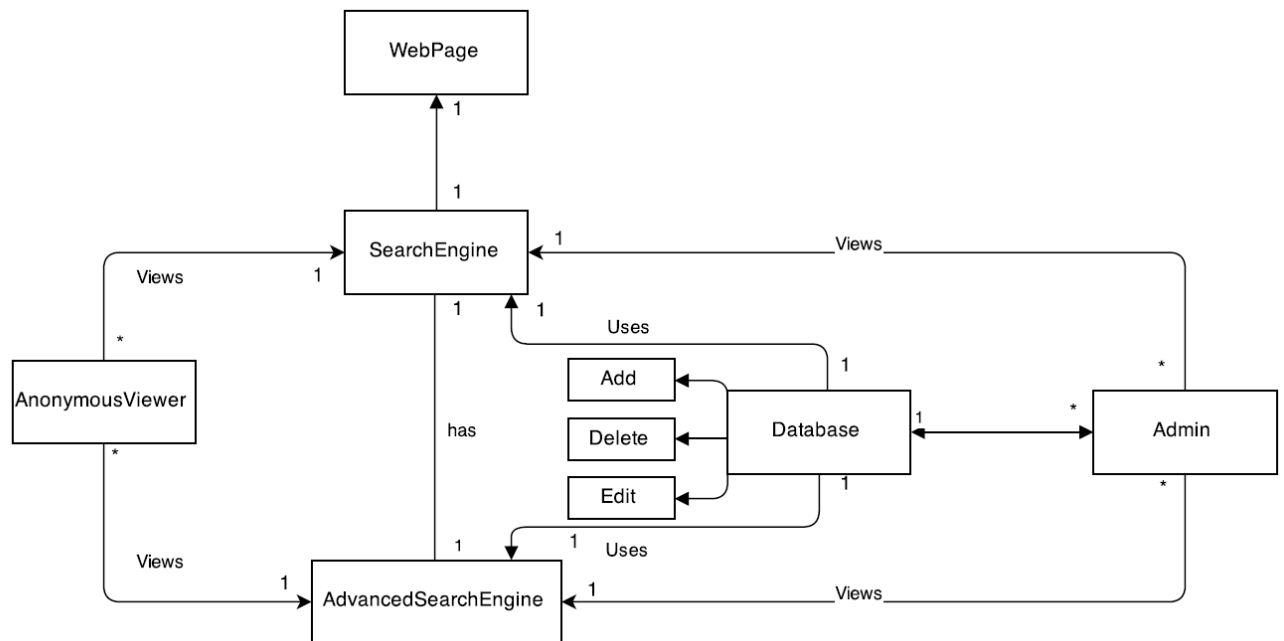 WebPage
1
1
SearchEngine
1
Views
1
Views
1
1
Uses
*
1
*
AnonymousViewer
Add
Database
1
*
Admin
Delete
has
Edit
*
1
*
1
1
Uses
Views
1
AdvancedSearchEngine
1
Views